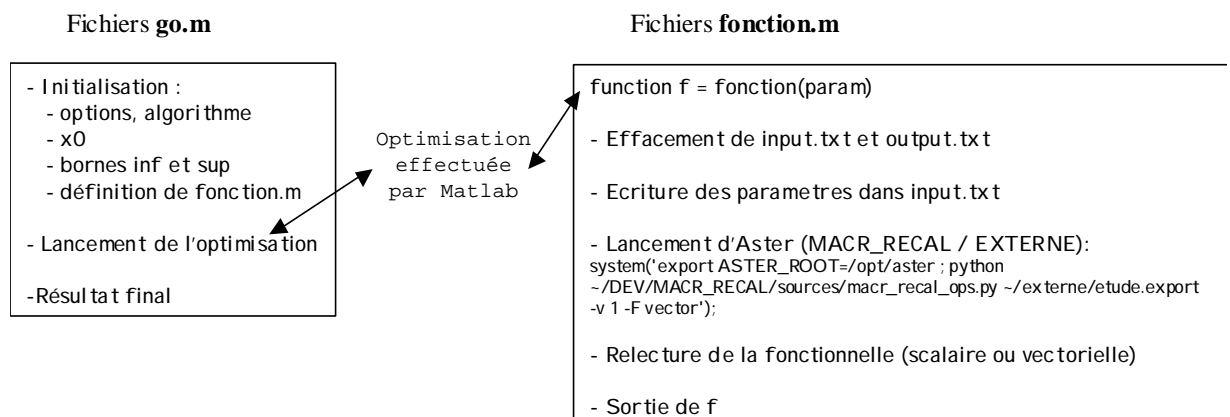 Fichiers go.m
- Initialisation :
- options, algorithme
- x0
- bornes inf et sup
- définition de fonction.m
- Lancement de l'optimisation
-Résultat final
Optimisation
effectuée
par Matlab
Fichiers fonction.m
function f = fonction(param)
- Effacement de input.txt et output.txt
- Ecriture des parametres dans input.txt
- Lancement d'Aster (MACR_RECAL / EXTERNE):
system('export ASTER_ROOT=/opt/aster ; python
~/DEV/MACR_RECAL/sources/macr_recal_ops.py ~/externe/etude.export
-v 1 -F vector');
- Relecture de la fonctionnelle (scalaire ou vectorielle)
- Sortie de f